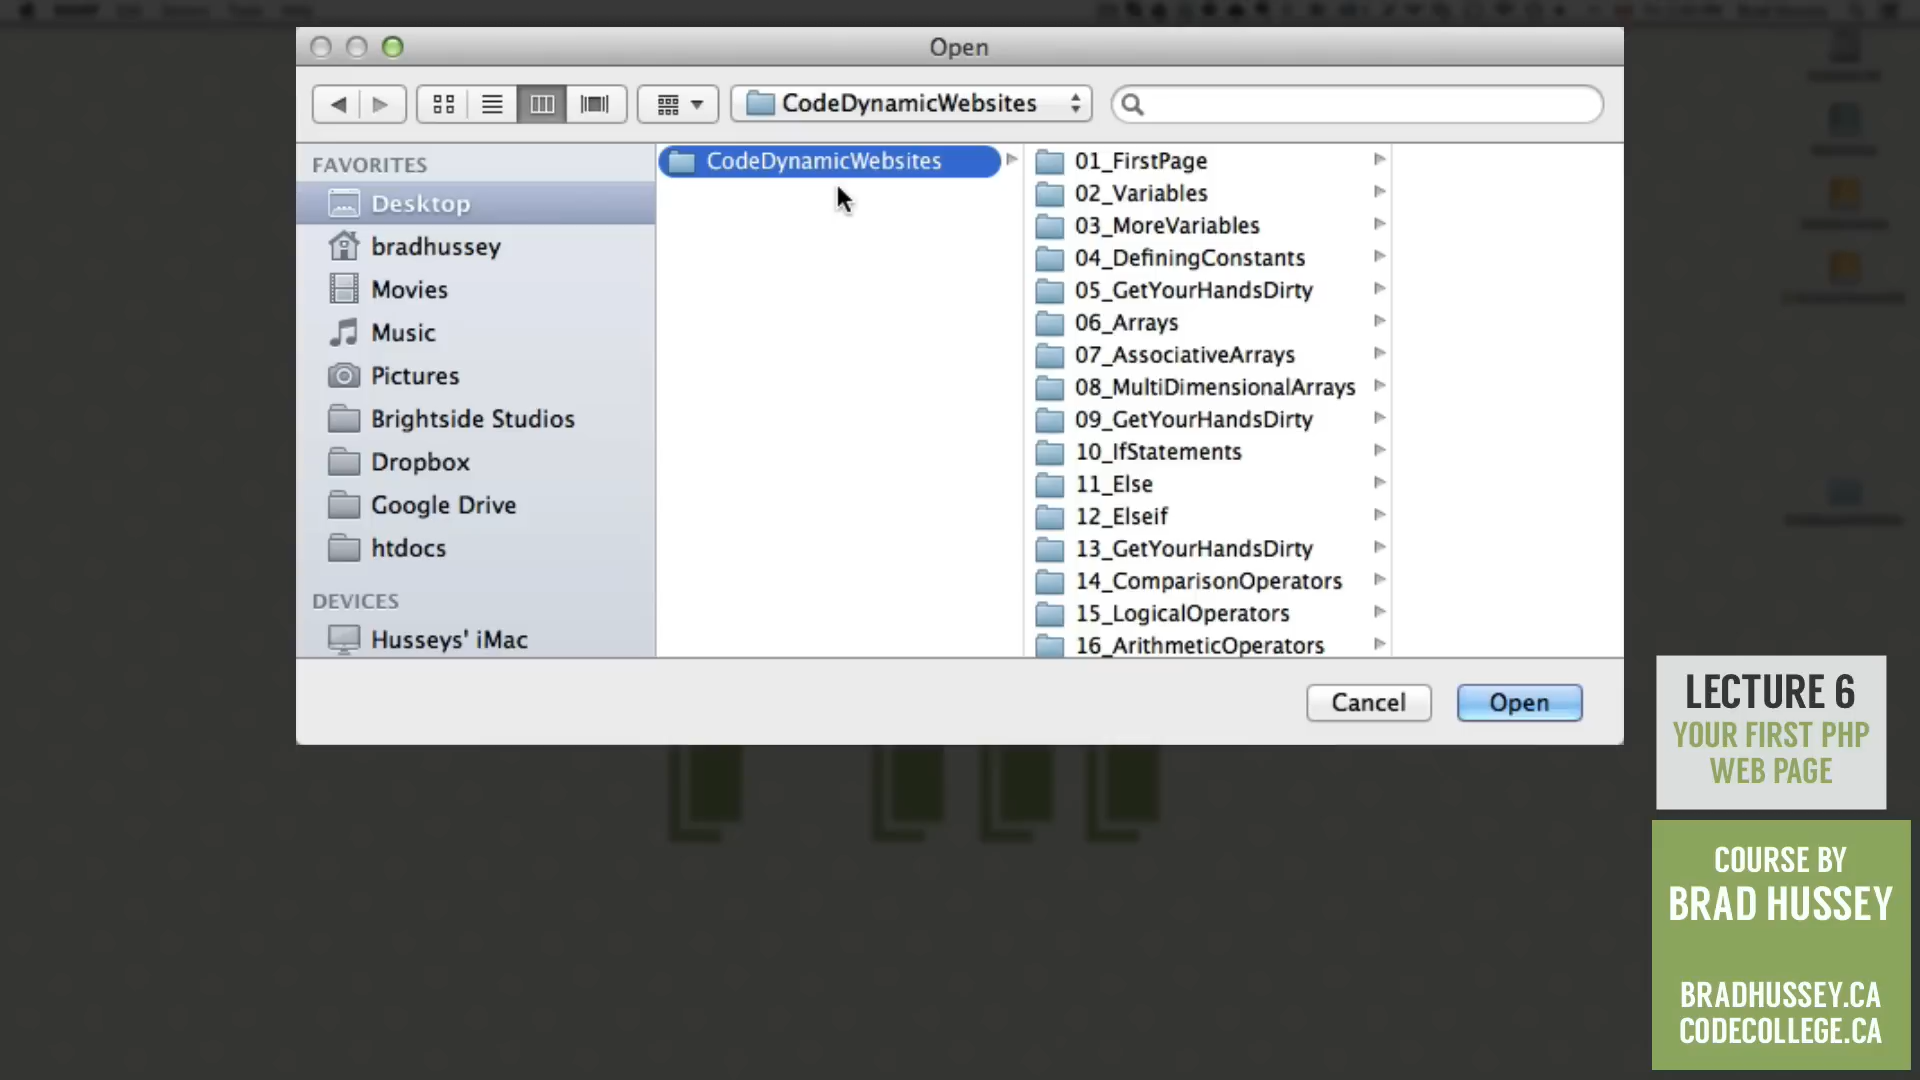 Open
CodeDynamicWebsites
FAVORITES
Desktop
bradhussey
Movies
Music
Pictures
Brightside Studios
Dropbox
Google Drive
htdocs
DEVICES
Husseys' iMac
CodeDynamicWebsites
01_FirstPage
02_Variables
03_MoreVariables
04_DefiningConstants
05_GetYourHandsDirty
06_Arrays
07_AssociativeArrays
08_MultiDimensionalArrays
09_GetYourHandsDirty
10_IfStatements
11_Else
12_Elseif
13_GetYourHandsDirty
14_ComparisonOperators
15_LogicalOperators
16_ArithmeticOperators
Cancel
Open
LECTURE 6
YOUR FIRST PHP
WEB PAGE
COURSE BY
BRAD HUSSEY
BRADHUSSEY.CA
CODECOLLEGE.CA